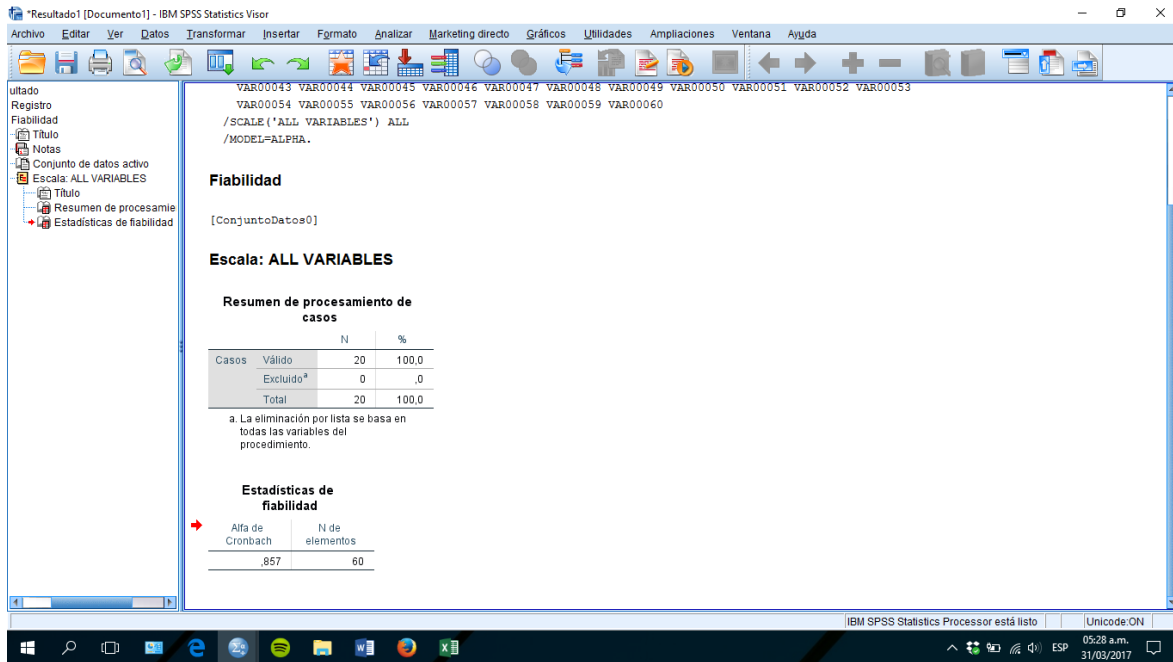 *Resultado1 [Documento1] - IBM SPSS Statistics Visor
Archivo Editar Ver Datos Transformar Insertar Formato Analizar Marketing directo Gráficos Utilidades Ampliaciones Ventana Ayuda
ultado
Registro
Fiabilidad
Título
Notas
Conjunto de datos activo
Escala: ALL VARIABLES
Título
Resumen de procesamie
Estadísticas de fiabilidad
VAR00043 VAR00044 VAR00045 VAR00046 VAR00047 VAR00048 VAR00049 VAR00050 VAR00051 VAR00052 VAR00053
VAR00054 VAR00055 VAR00056 VAR00057 VAR00058 VAR00059 VAR00060
/SCALE('ALL VARIABLES') ALL
/MODEL=ALPHA.
Fiabilidad
[ConjuntoDatos0]
Escala: ALL VARIABLES
Resumen de procesamiento de
casos
N %
Casos Válido 20 100,0
Excluido^a 0 ,0
Total 20 100,0
a. La eliminación por lista se basa en
todas las variables del
procedimiento.
Estadísticas de
fiabilidad
Alfa de N de
Cronbach elementos
,857 60
IBM SPSS Statistics Processor está listo Unicode:ON
ESP 05:28 a.m.
31/03/2017